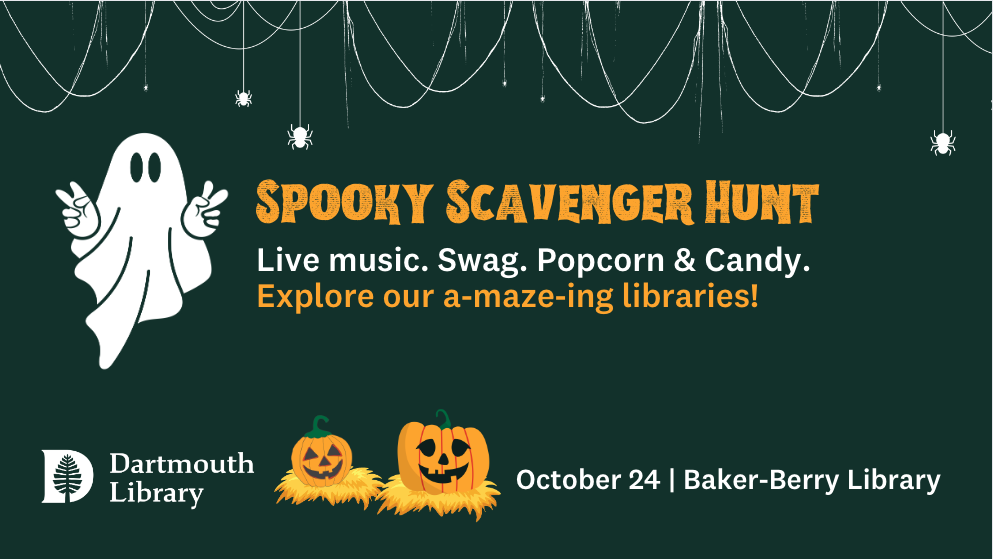 Spooky Scavenger Hunt
Live music. Swag. Popcorn & Candy.
Explore our a-maze-ing libraries!
Dartmouth
Library
October 24 | Baker-Berry Library